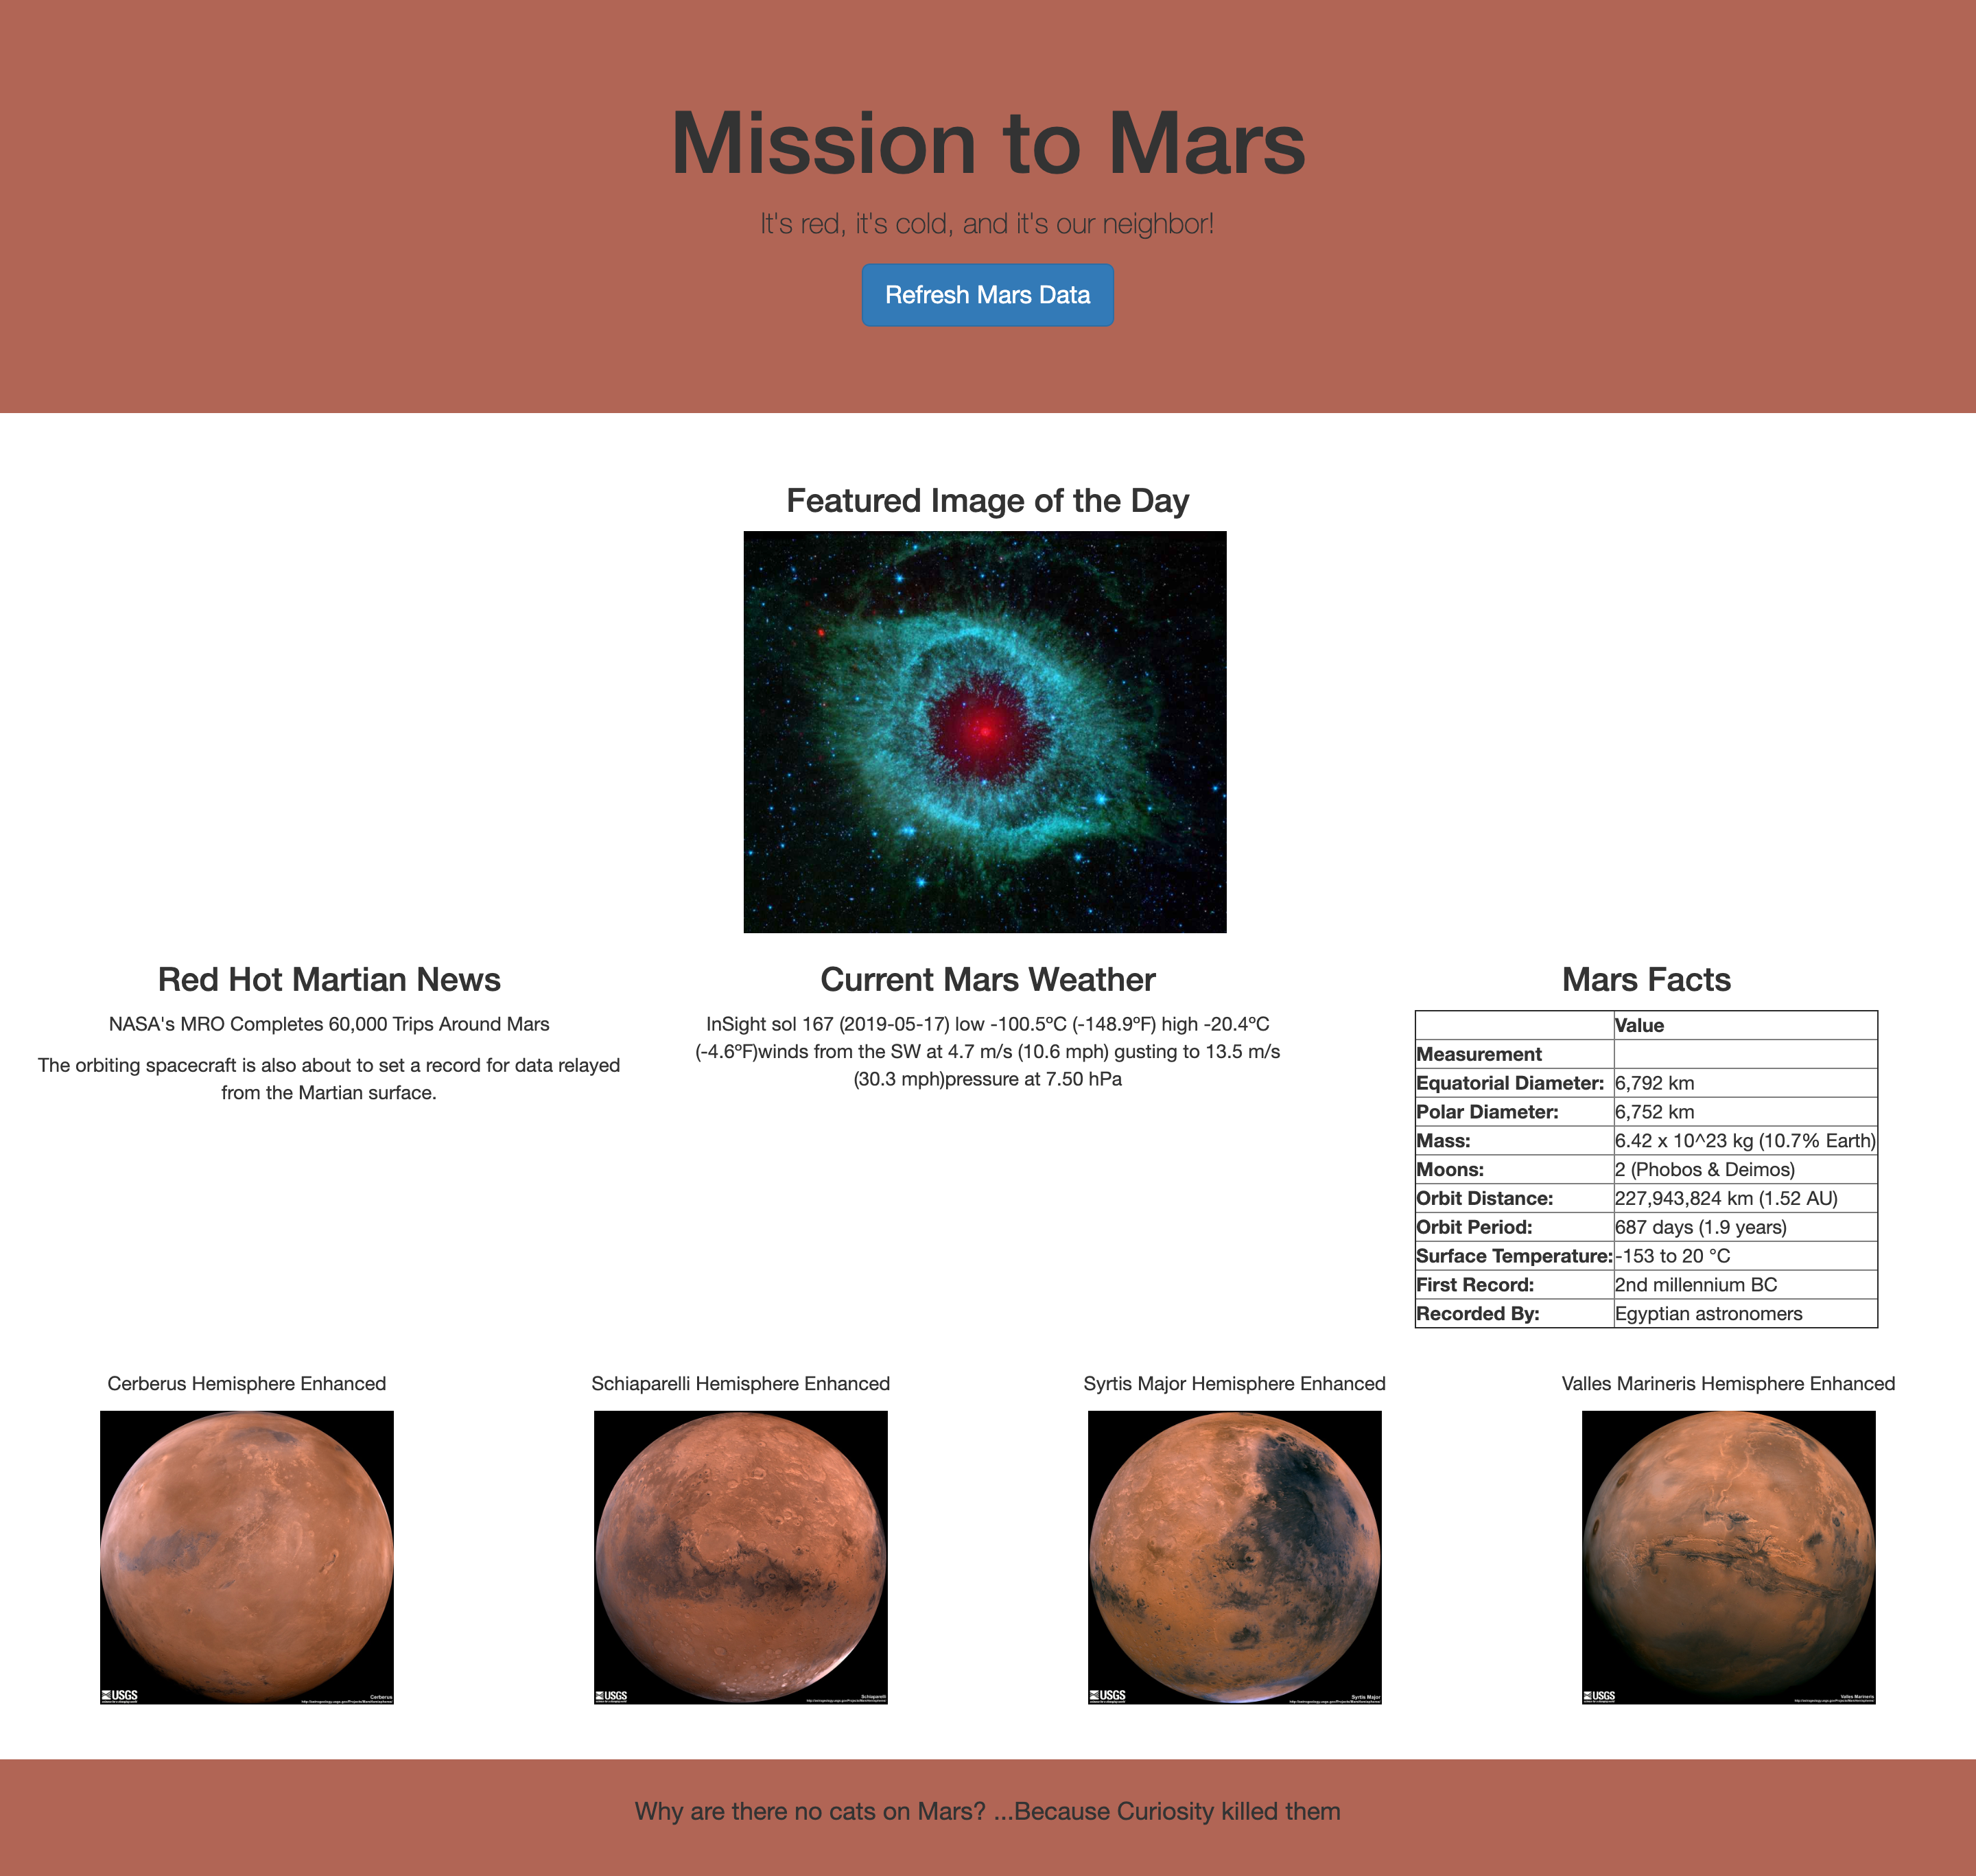 Mission to Mars
It's red, it's cold, and it's our neighbor!
Refresh Mars Data
Featured Image of the Day
Red Hot Martian News
NASA's MRO Completes 60,000 Trips Around Mars
The orbiting spacecraft is also about to set a record for data relayed
from the Martian surface.
Current Mars Weather
InSight sol 167 (2019-05-17) low -100.5ºC (-148.9ºF) high -20.4ºC
(-4.6ºF)winds from the SW at 4.7 m/s (10.6 mph) gusting to 13.5 m/s
(30.3 mph)pressure at 7.50 hPa
Mars Facts
Value
Measurement
Equatorial Diameter: 6,792 km
Polar Diameter: 6,752 km
Mass: 6.42 x 10^23 kg (10.7% Earth)
Moons: 2 (Phobos & Deimos)
Orbit Distance: 227,943,824 km (1.52 AU)
Orbit Period: 687 days (1.9 years)
Surface Temperature: -153 to 20 °C
First Record: 2nd millennium BC
Recorded By: Egyptian astronomers
Cerberus Hemisphere Enhanced
USGS
Cerberus
Schiaparelli Hemisphere Enhanced
USGS
Schiaparelli
Syrtis Major Hemisphere Enhanced
USGS
Syrtis Major
Valles Marineris Hemisphere Enhanced
USGS
Valles Marineris
Why are there no cats on Mars? ...Because Curiosity killed them